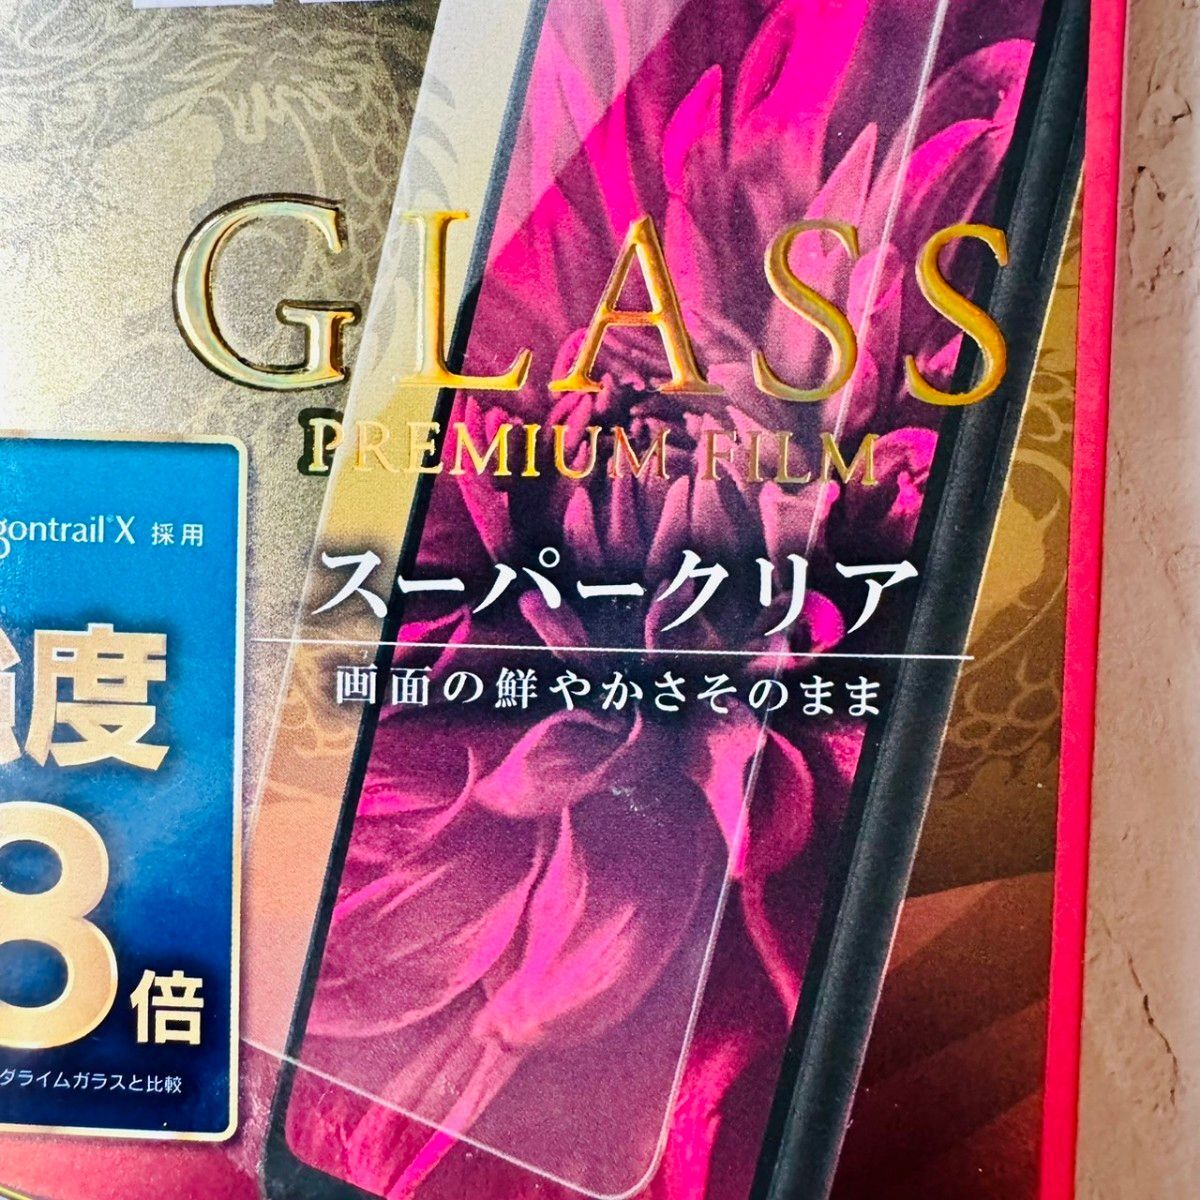 GLASS
PREMIUM FILM
スーパークリア
画面の鮮やかさそのまま
gontrail®X 採用
強度
8倍
ダライムガラスと比較